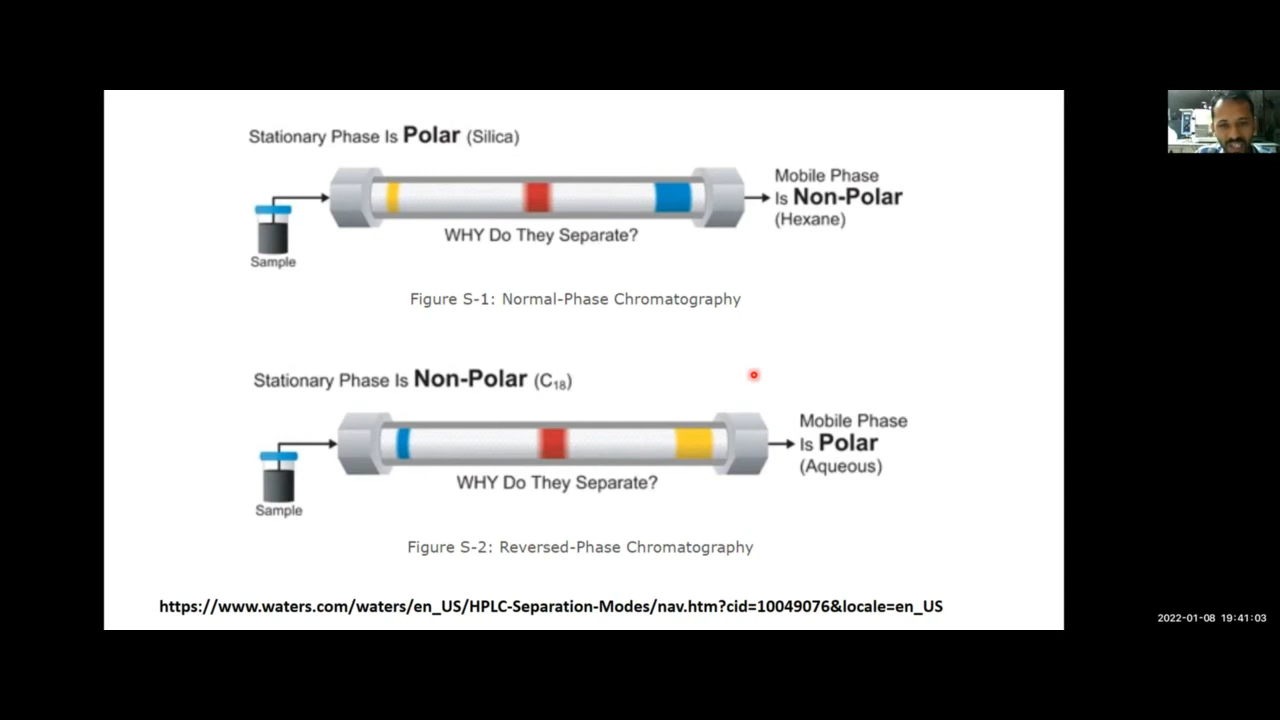 Stationary Phase Is Polar (Silica)
Mobile Phase
Is Non-Polar
(Hexane)
WHY Do They Separate?
Sample
Figure S-1: Normal-Phase Chromatography
Stationary Phase Is Non-Polar (C₁₈)
Mobile Phase
Is Polar
(Aqueous)
WHY Do They Separate?
Sample
Figure S-2: Reversed-Phase Chromatography
https://www.waters.com/waters/en_US/HPLC-Separation-Modes/nav.htm?cid=10049076&locale=en_US
2022-01-08 19:41:03